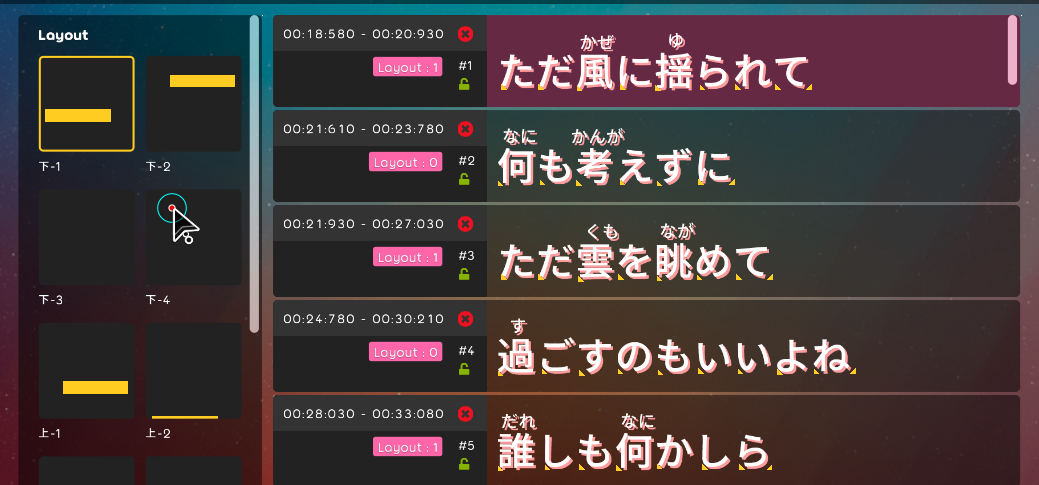 Layout
下-1
下-2
下-3
下-4
上-1
上-2
00:18:580 - 00:20:930
Layout : 1
#1
かぜ ゆ
ただ風に揺られて
00:21:610 - 00:23:780
Layout : 0
#2
なに かんが
何も考えずに
00:21:930 - 00:27:030
Layout : 1
#3
くも なが
ただ雲を眺めて
00:24:780 - 00:30:210
Layout : 0
#4
す
過ごすのもいいよね
00:28:030 - 00:33:080
Layout : 1
#5
だれ なに
誰しも何かしら